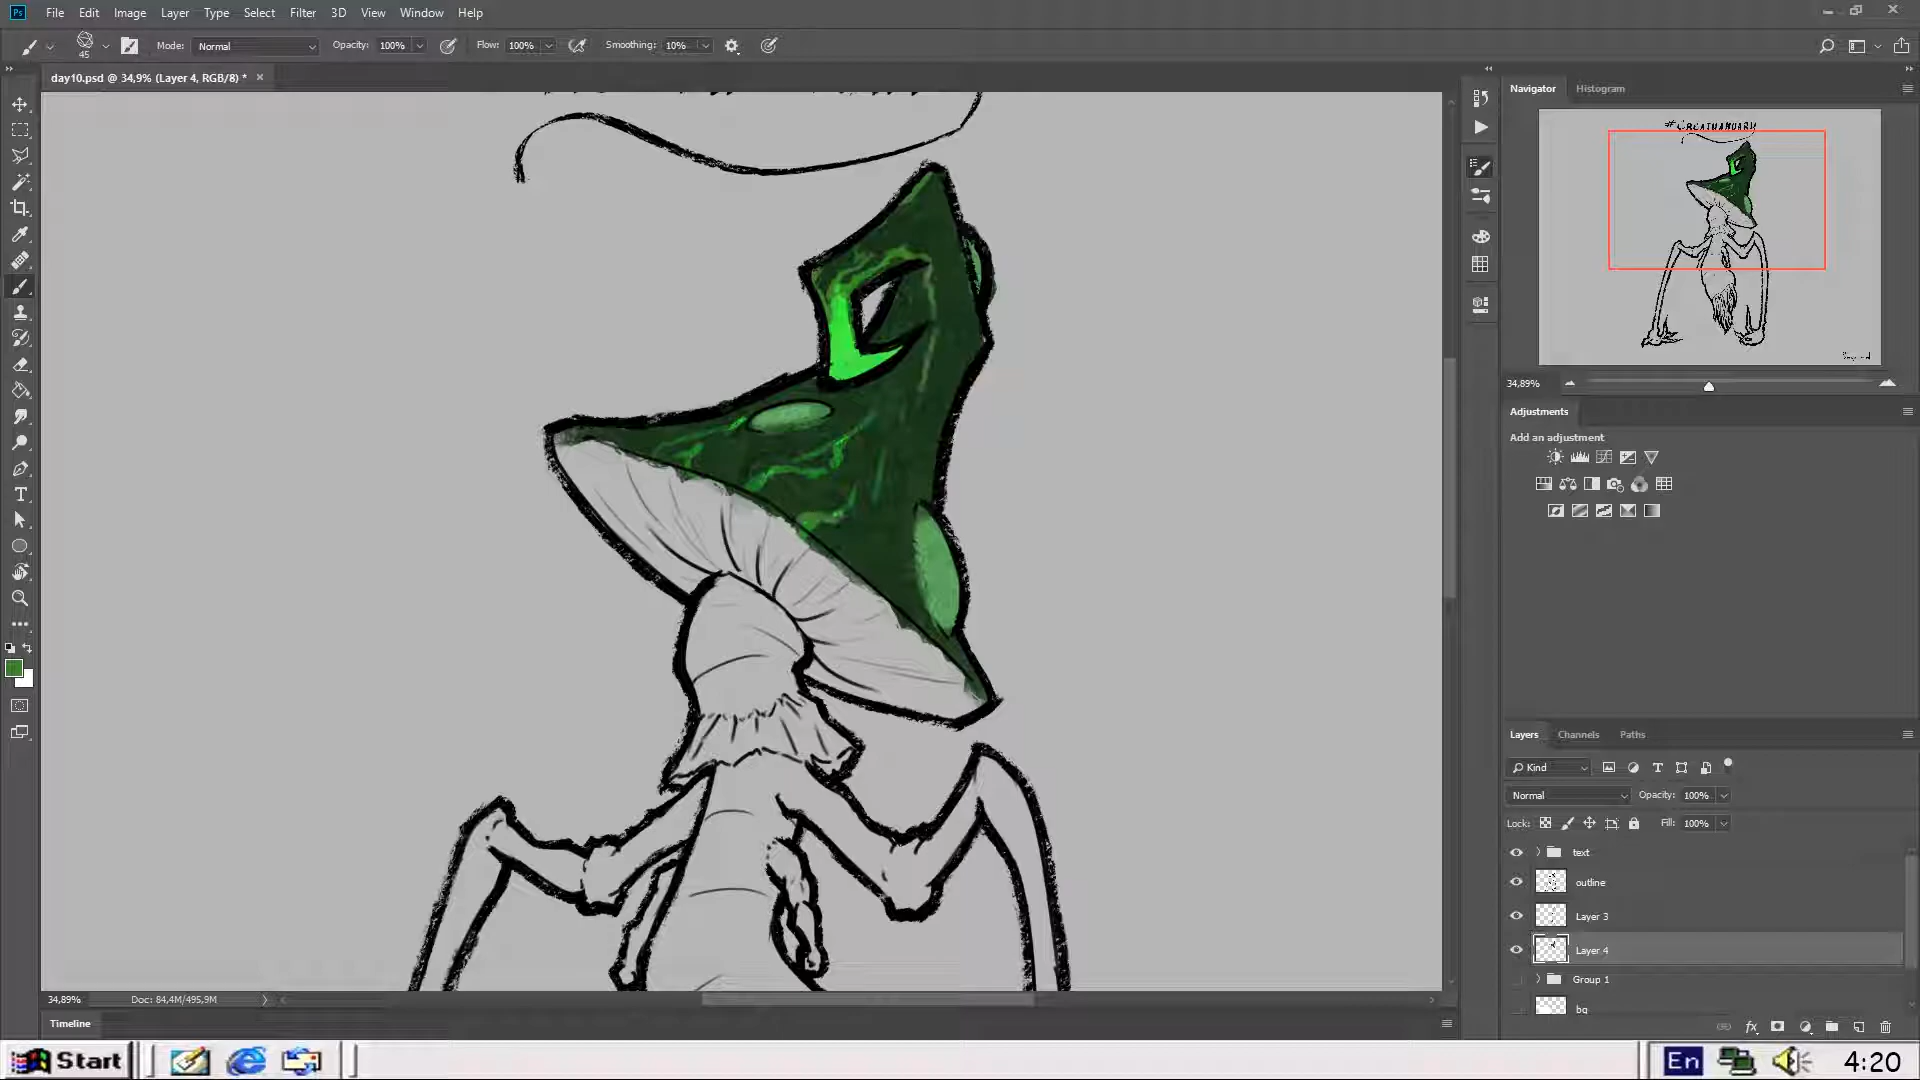 Ps File Edit Image Layer Type Select Filter 3D View Window Help
45 Mode: Normal Opacity: 100% Flow: 100% Smoothing: 10%
day10.psd @ 34,9% (Layer 4, RGB/8) *
Navigator Histogram
34,89%
Adjustments
Add an adjustment
Layers Channels Paths
Kind
Normal Opacity: 100%
Lock: Fill: 100%
text
outline
Layer 3
Layer 4
Group 1
bg
34,89% Doc: 84,4M/495,9M
Timeline
Start En 4:20